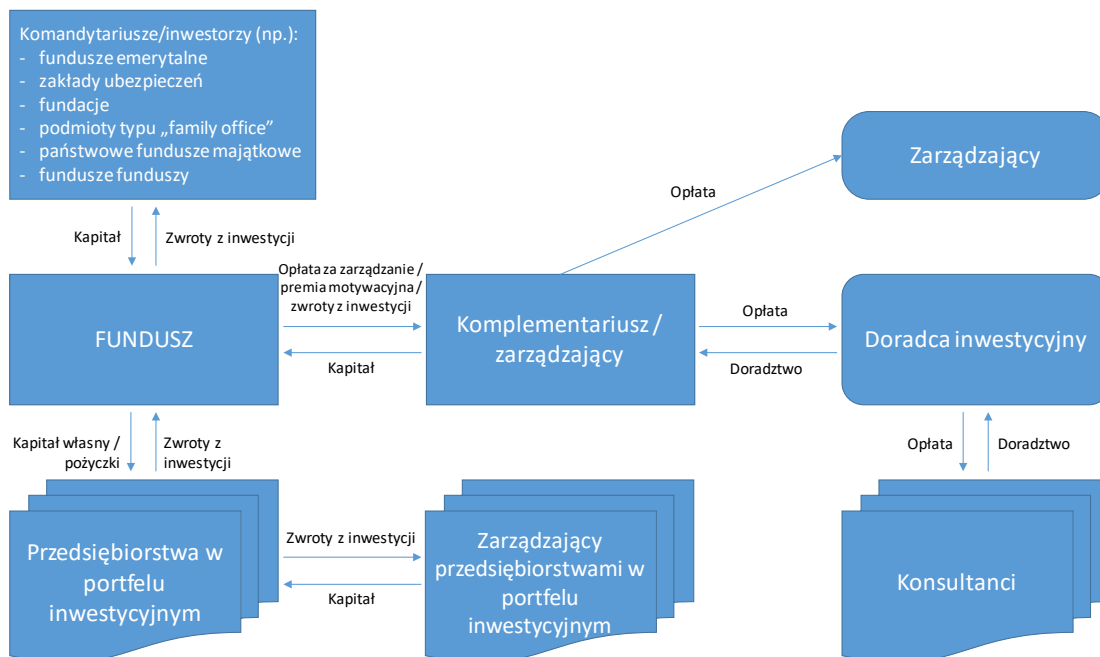 Komandytariusze/inwestorzy (np.):
- fundusze emerytalne
- zakłady ubezpieczeń
- fundacje
- podmioty typu „family office”
- państwowe fundusze majątkowe
- fundusze funduszy
Zarządzający
Opłata
Kapitał
Zwroty z inwestycji
FUNDUSZ
Opłata za zarządzanie /
premia motywacyjna /
zwroty z inwestycji
Kapitał
Komplementariusz /
zarządzający
Opłata
Doradztwo
Doradca inwestycyjny
Kapitał własny /
pożyczki
Zwroty z
inwestycji
Opłata
Doradztwo
Przedsiębiorstwa w
portfelu
inwestycyjnym
Zwroty z inwestycji
Kapitał
Zarządzający
przedsiębiorstwami w
portfelu
inwestycyjnym
Konsultanci